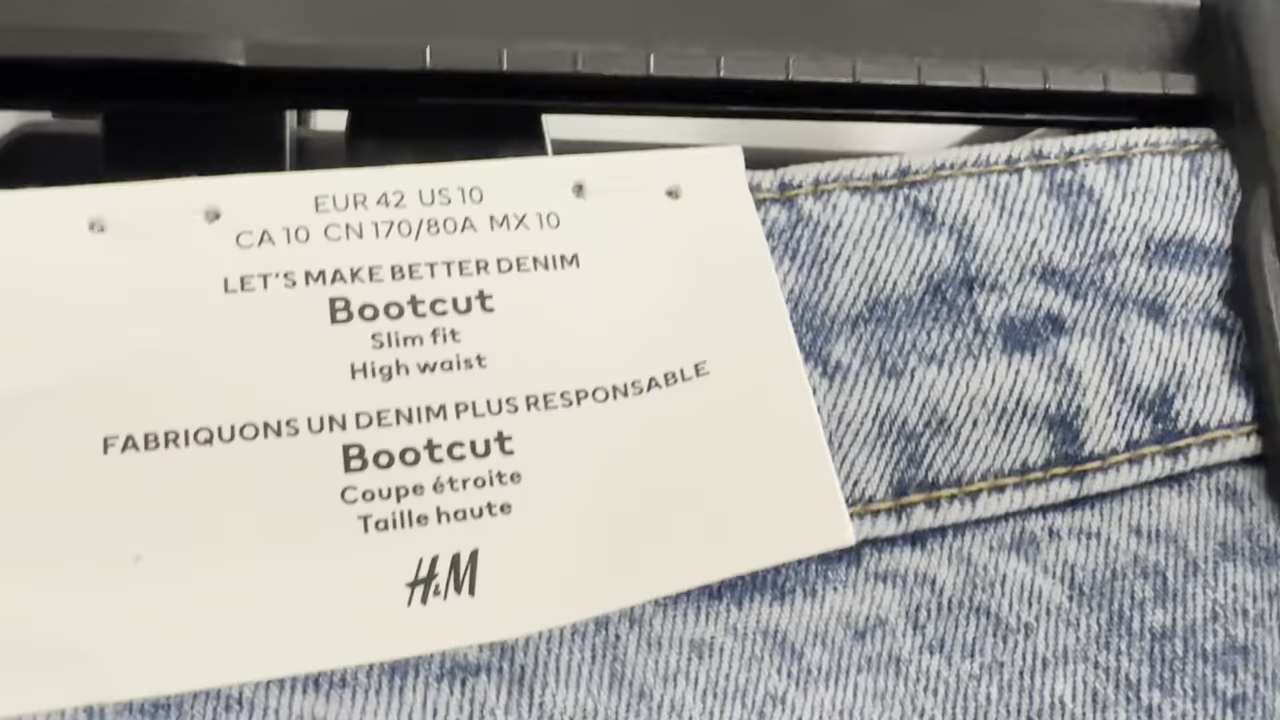 EUR 42 US 10
CA 10 CN 170/80A MX 10
LET'S MAKE BETTER DENIM
Bootcut
Slim fit
High waist
FABRIQUONS UN DENIM PLUS RESPONSABLE
Bootcut
Coupe étroite
Taille haute
H&M